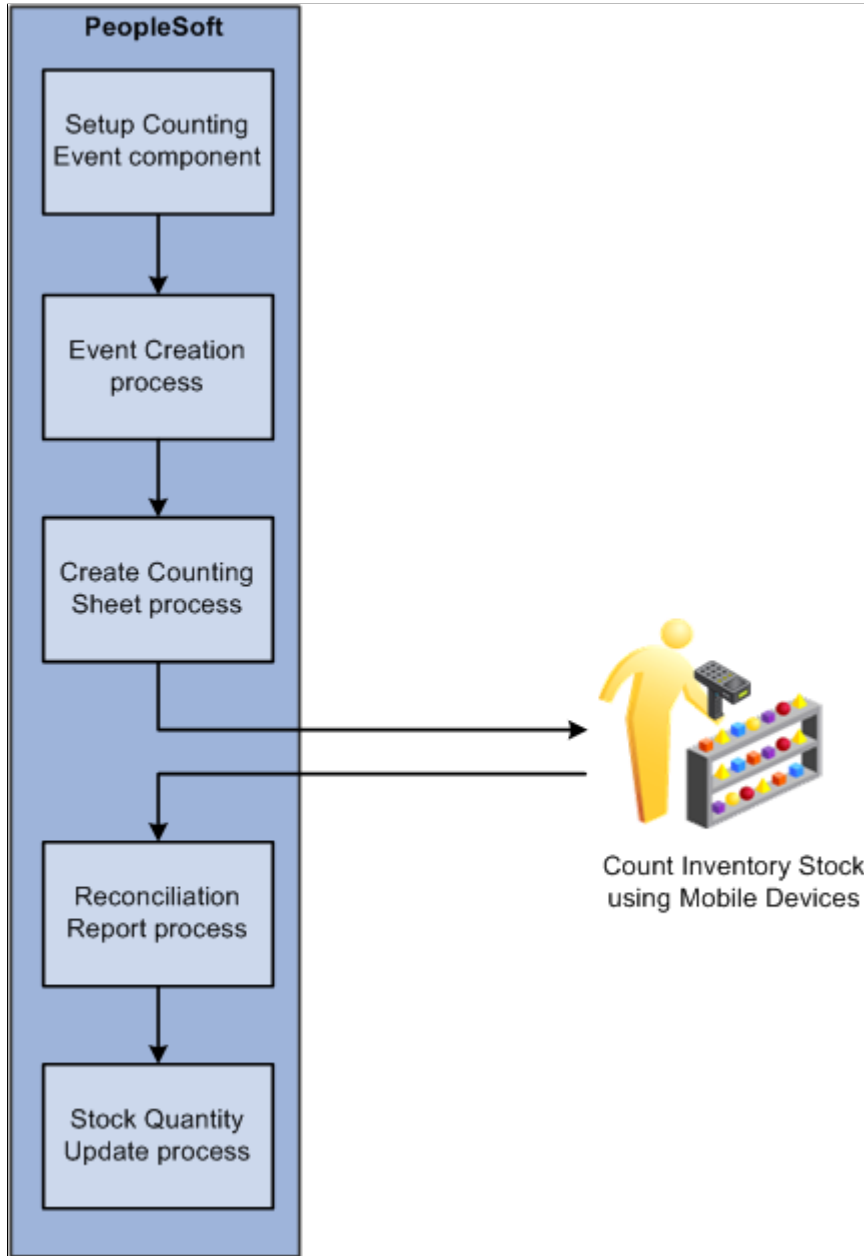 PeopleSoft
Setup Counting
Event component
Event Creation
process
Create Counting
Sheet process
Count Inventory Stock
using Mobile Devices
Reconciliation
Report process
Stock Quantity
Update process